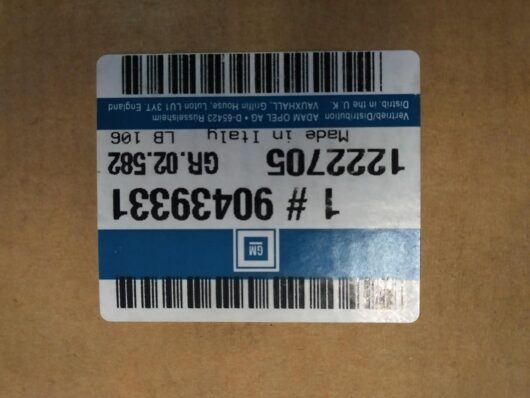 GM
1 # 90439331
1222705 GR.02.582
Made in Italy LB 106
Vertrieb/Distribution ADAM OPEL AG • D-65423 Rüsselsheim
Distrib. in the U.K. VAUXHALL, Griffin House, Luton LU1 3YT England